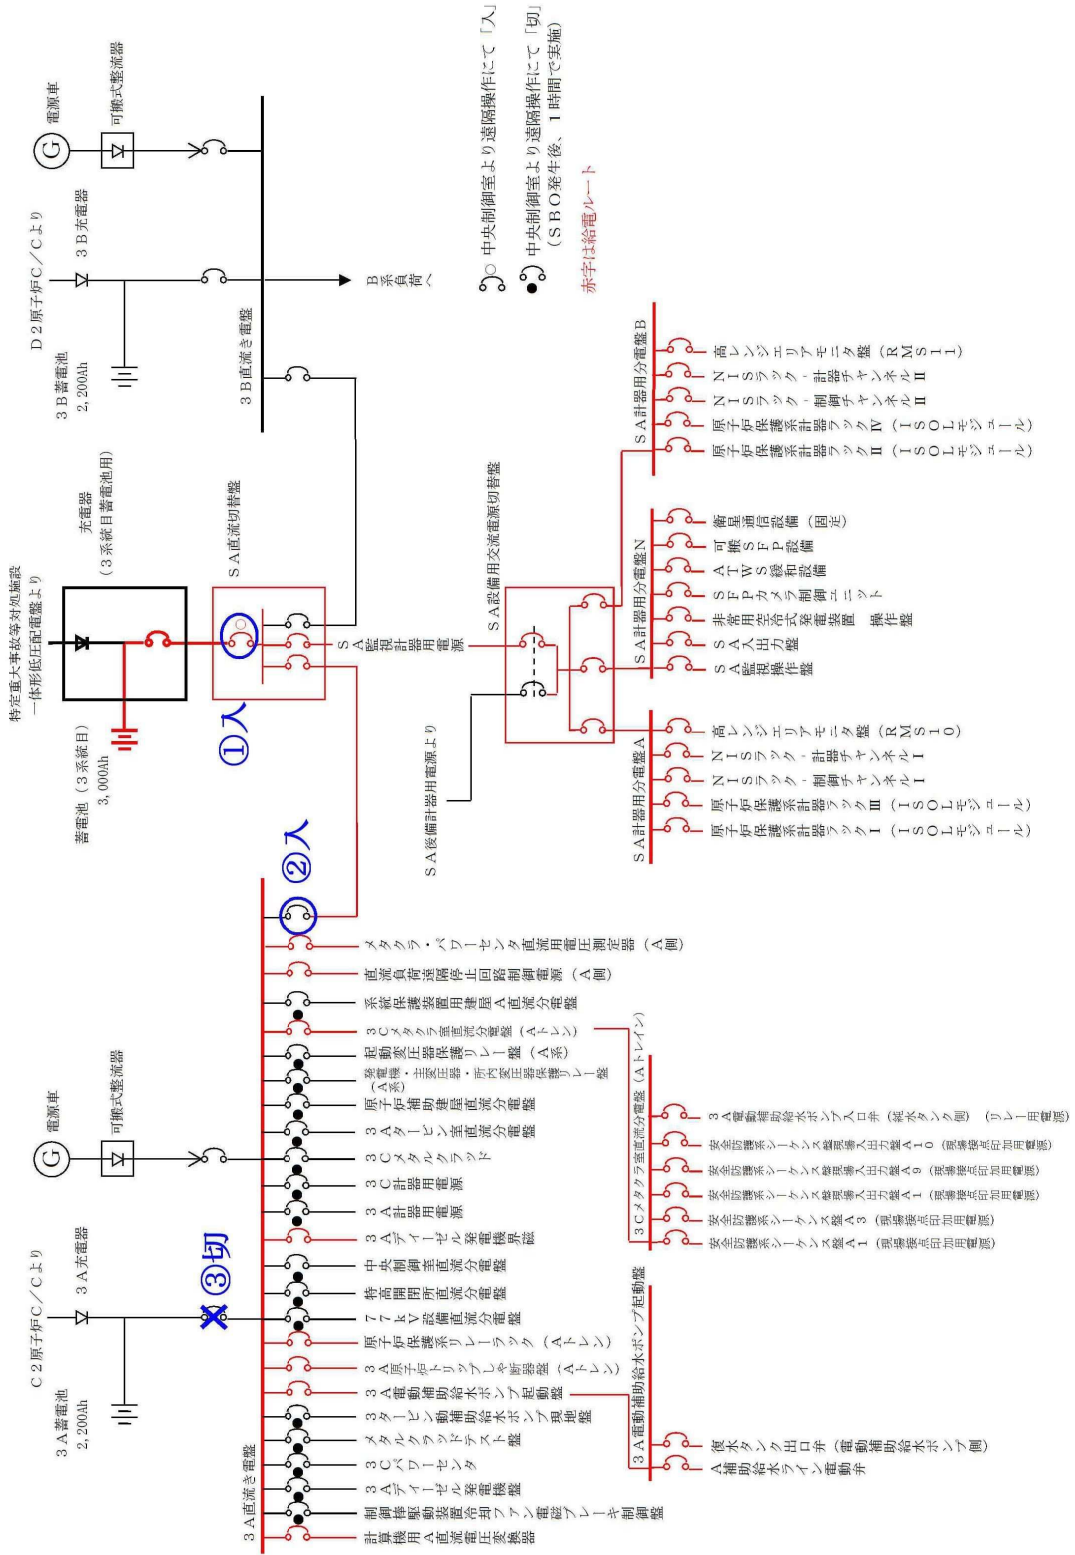 電源車
可搬式整流器
D2原子炉C/Cより
3B充電器
3B蓄電池
2,200Ah
3B直流き電盤
B系負荷へ
中央制御室より遠隔操作にて「入」
中央制御室より遠隔操作にて「切」
(SBO発生後、1時間で実施)
赤字は給電ルート
特定重大事故等対処施設
一体形低圧配電盤より
充電器
(3系統目蓄電池用)
蓄電池(3系統目)
3,000Ah
SA直流切替盤
①入
SA監視計器用電源
SA後備計器用電源より
SA設備用交流電源切替盤
SA計器用分電盤B
高レンジエリアモニタ盤(RMS11)
NISラック-計器チャンネルⅡ
NISラック-制御チャンネルⅡ
原子炉保護系計器ラックⅣ(ISOLモジュール)
原子炉保護系計器ラックⅡ(ISOLモジュール)
SA計器用分電盤N
衛星通信設備(固定)
可搬SFP設備
ATWS緩和設備
SFPカメラ制御ユニット
非常用空冷式発電装置 操作盤
SA入出力盤
SA監視操作盤
SA計器用分電盤A
高レンジエリアモニタ盤(RMS10)
NISラック-計器チャンネルⅠ
NISラック-制御チャンネルⅠ
原子炉保護系計器ラックⅢ(ISOLモジュール)
原子炉保護系計器ラックⅠ(ISOLモジュール)
電源車
可搬式整流器
C2原子炉C/Cより
3A充電器
3A蓄電池
2,200Ah
③切
②入
3A直流き電盤
メタクラ・パワーセンタ直流用電圧測定器(A側)
直流負荷遠隔停止回路制御電源(A側)
系統保護装置用建屋A直流分電盤
3Cメタクラ室直流分電盤(Aトレン)
起動変圧器保護リレー盤(A系)
発電機・主変圧器・所内変圧器保護リレー盤
(A系)
原子炉補助建屋直流分電盤
3Aタービン室直流分電盤
3Cメタルクラッド
3C計器用電源
3A計器用電源
3Aディーゼル発電機界磁
中央制御室直流分電盤
特高開閉所直流分電盤
77kV設備直流分電盤
原子炉保護系リレーラック(Aトレン)
3A原子炉トリップしゃ断器盤(Aトレン)
3A電動補助給水ポンプ起動盤
3タービン動補助給水ポンプ現地盤
メタルクラッドテスト盤
3Cパワーセンタ
3Aディーゼル発電機盤
制御棒駆動装置冷却ファン電磁ブレーキ制御盤
計算機用A直流電圧変換器
3Cメタクラ室直流分電盤(Aトレイン)
3A電動補助給水ポンプ入口弁(純水タンク側)(リレー用電源)
安全防護系シーケンス盤現場入出力盤A10(現場接点印加用電源)
安全防護系シーケンス盤現場入出力盤A9(現場接点印加用電源)
安全防護系シーケンス盤現場入出力盤A1(現場接点印加用電源)
安全防護系シーケンス盤A3(現場接点印加用電源)
安全防護系シーケンス盤A1(現場接点印加用電源)
3A電動補助給水ポンプ起動盤
復水タンク出口弁(電動補助給水ポンプ側)
A補助給水ライン電動弁